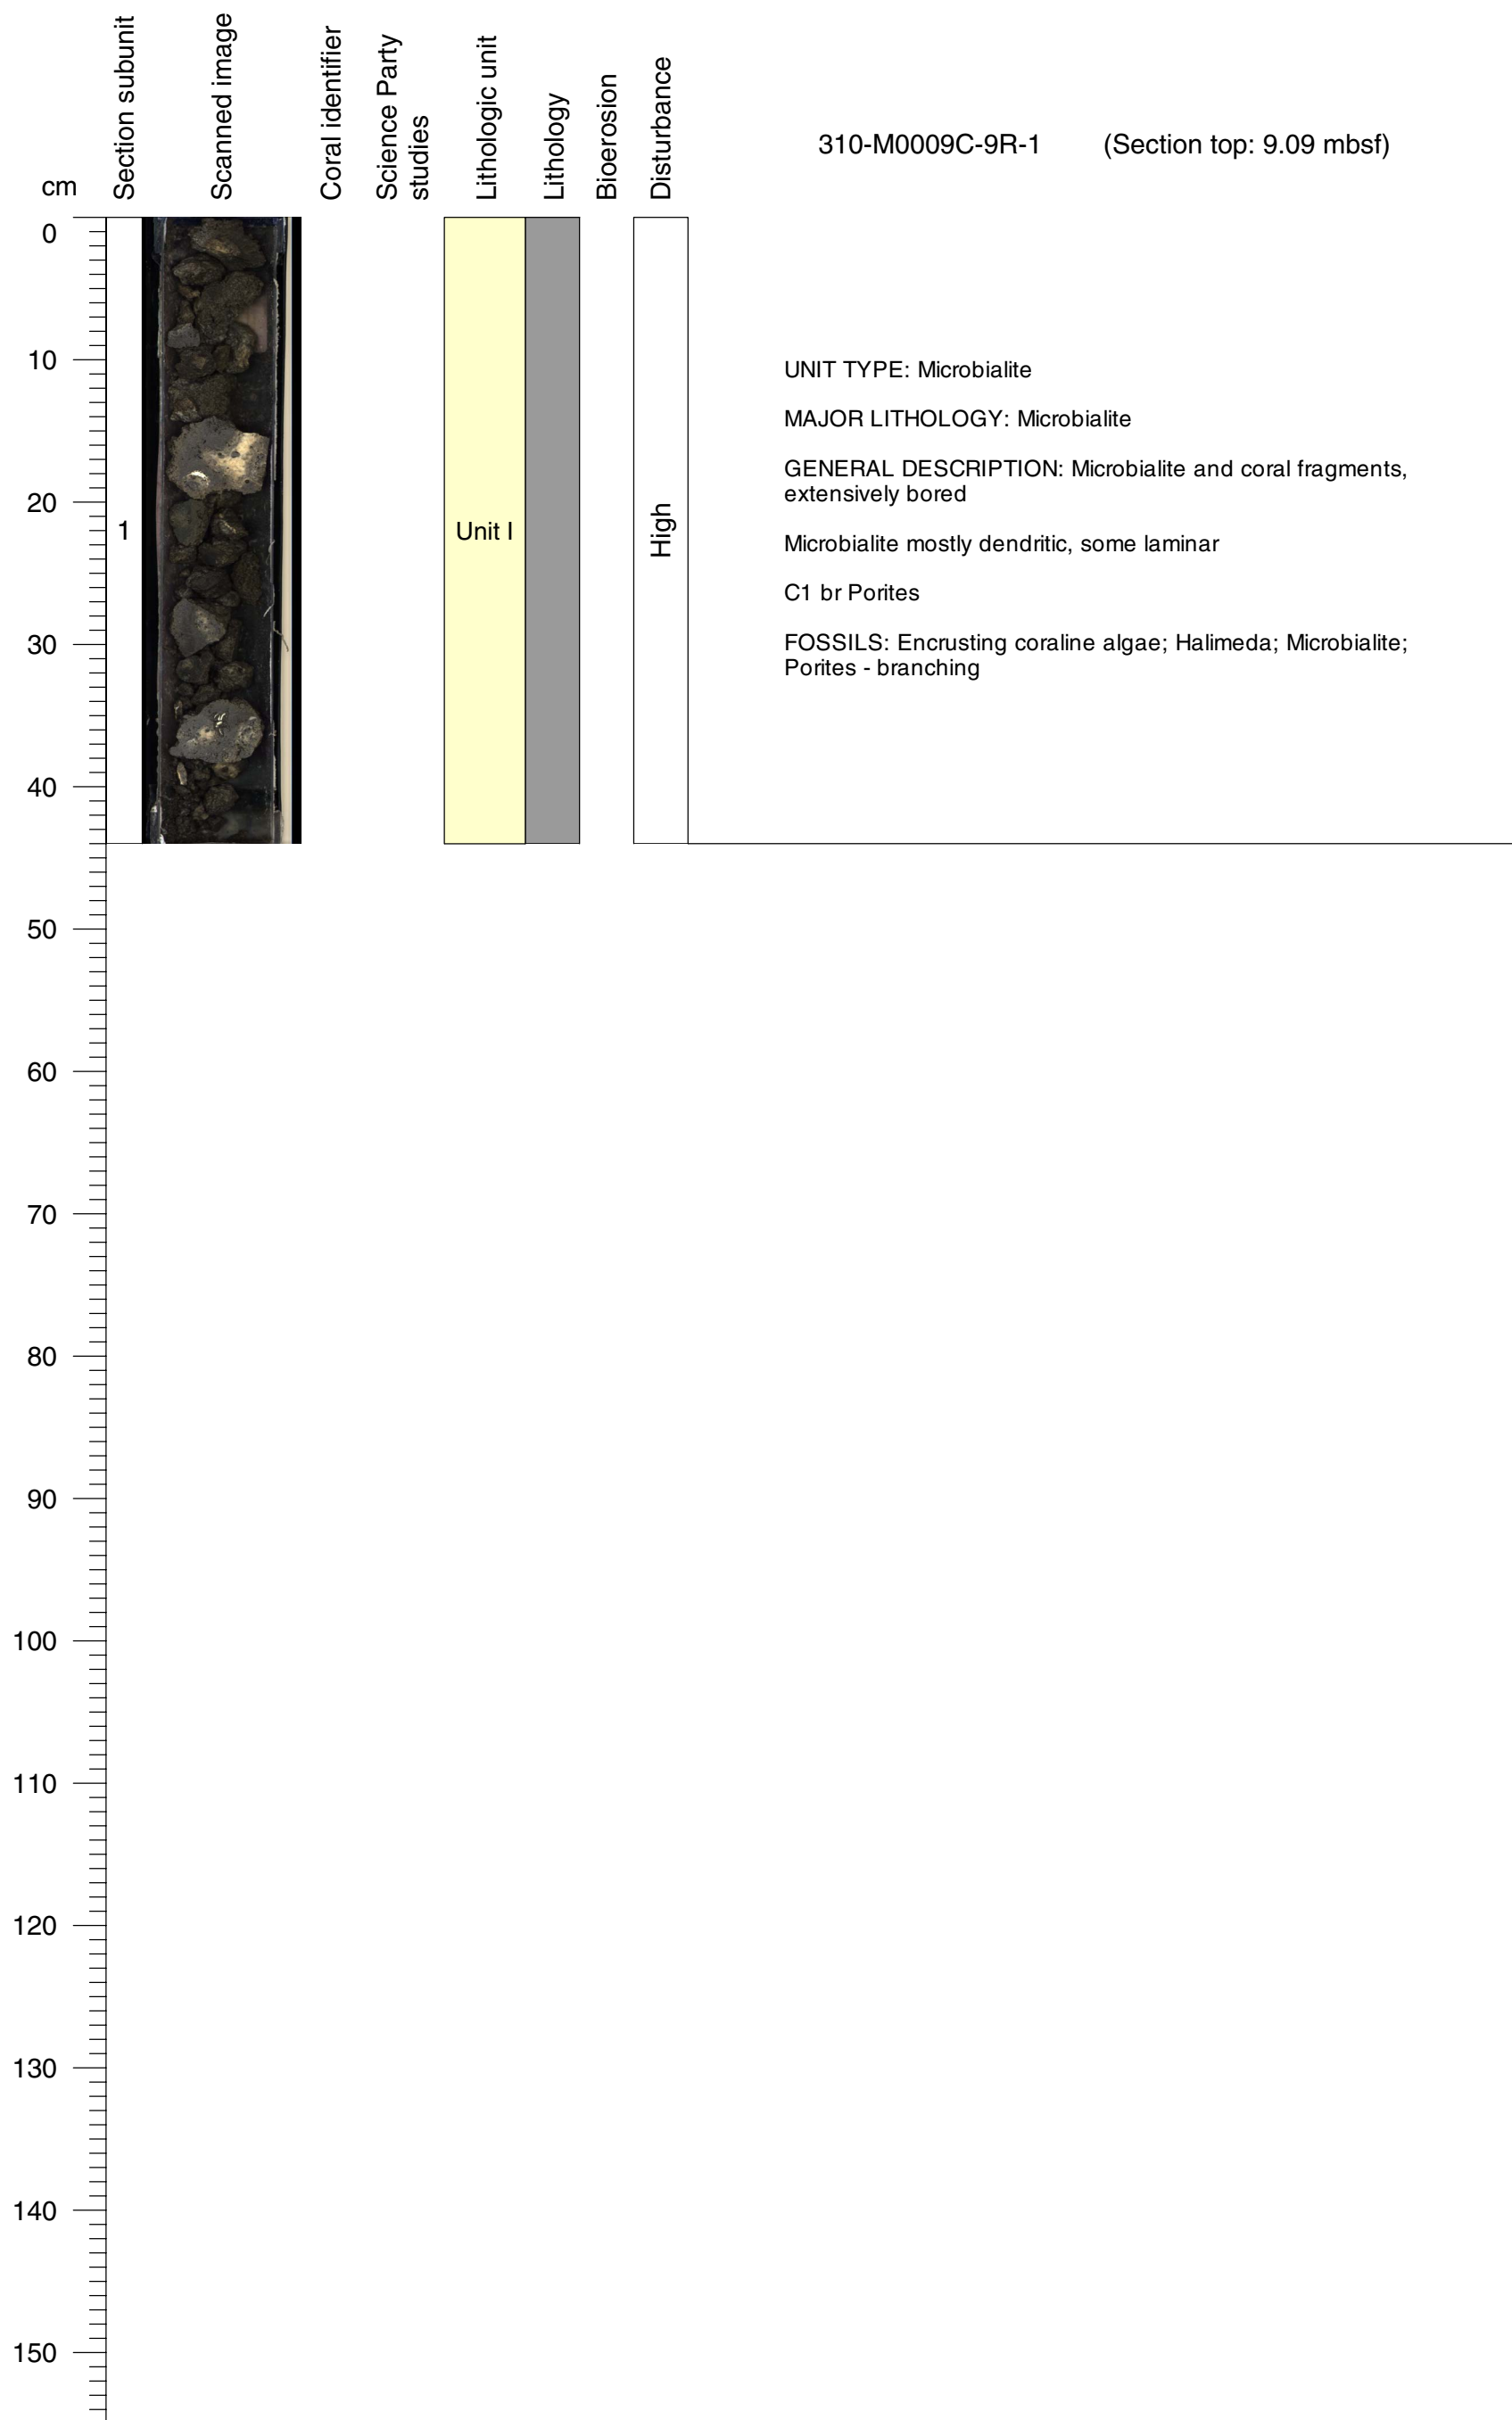 Section subunit
Scanned image
Coral identifier
Science Party
studies
Lithologic unit
Lithology
Bioerosion
Disturbance
310-M0009C-9R-1 (Section top: 9.09 mbsf)
cm
0
10
20
30
40
50
60
70
80
90
100
110
120
130
140
150
1
Unit I
High
UNIT TYPE: Microbialite
MAJOR LITHOLOGY: Microbialite
GENERAL DESCRIPTION: Microbialite and coral fragments,
extensively bored
Microbialite mostly dendritic, some laminar
C1 br Porites
FOSSILS: Encrusting coraline algae; Halimeda; Microbialite;
Porites - branching